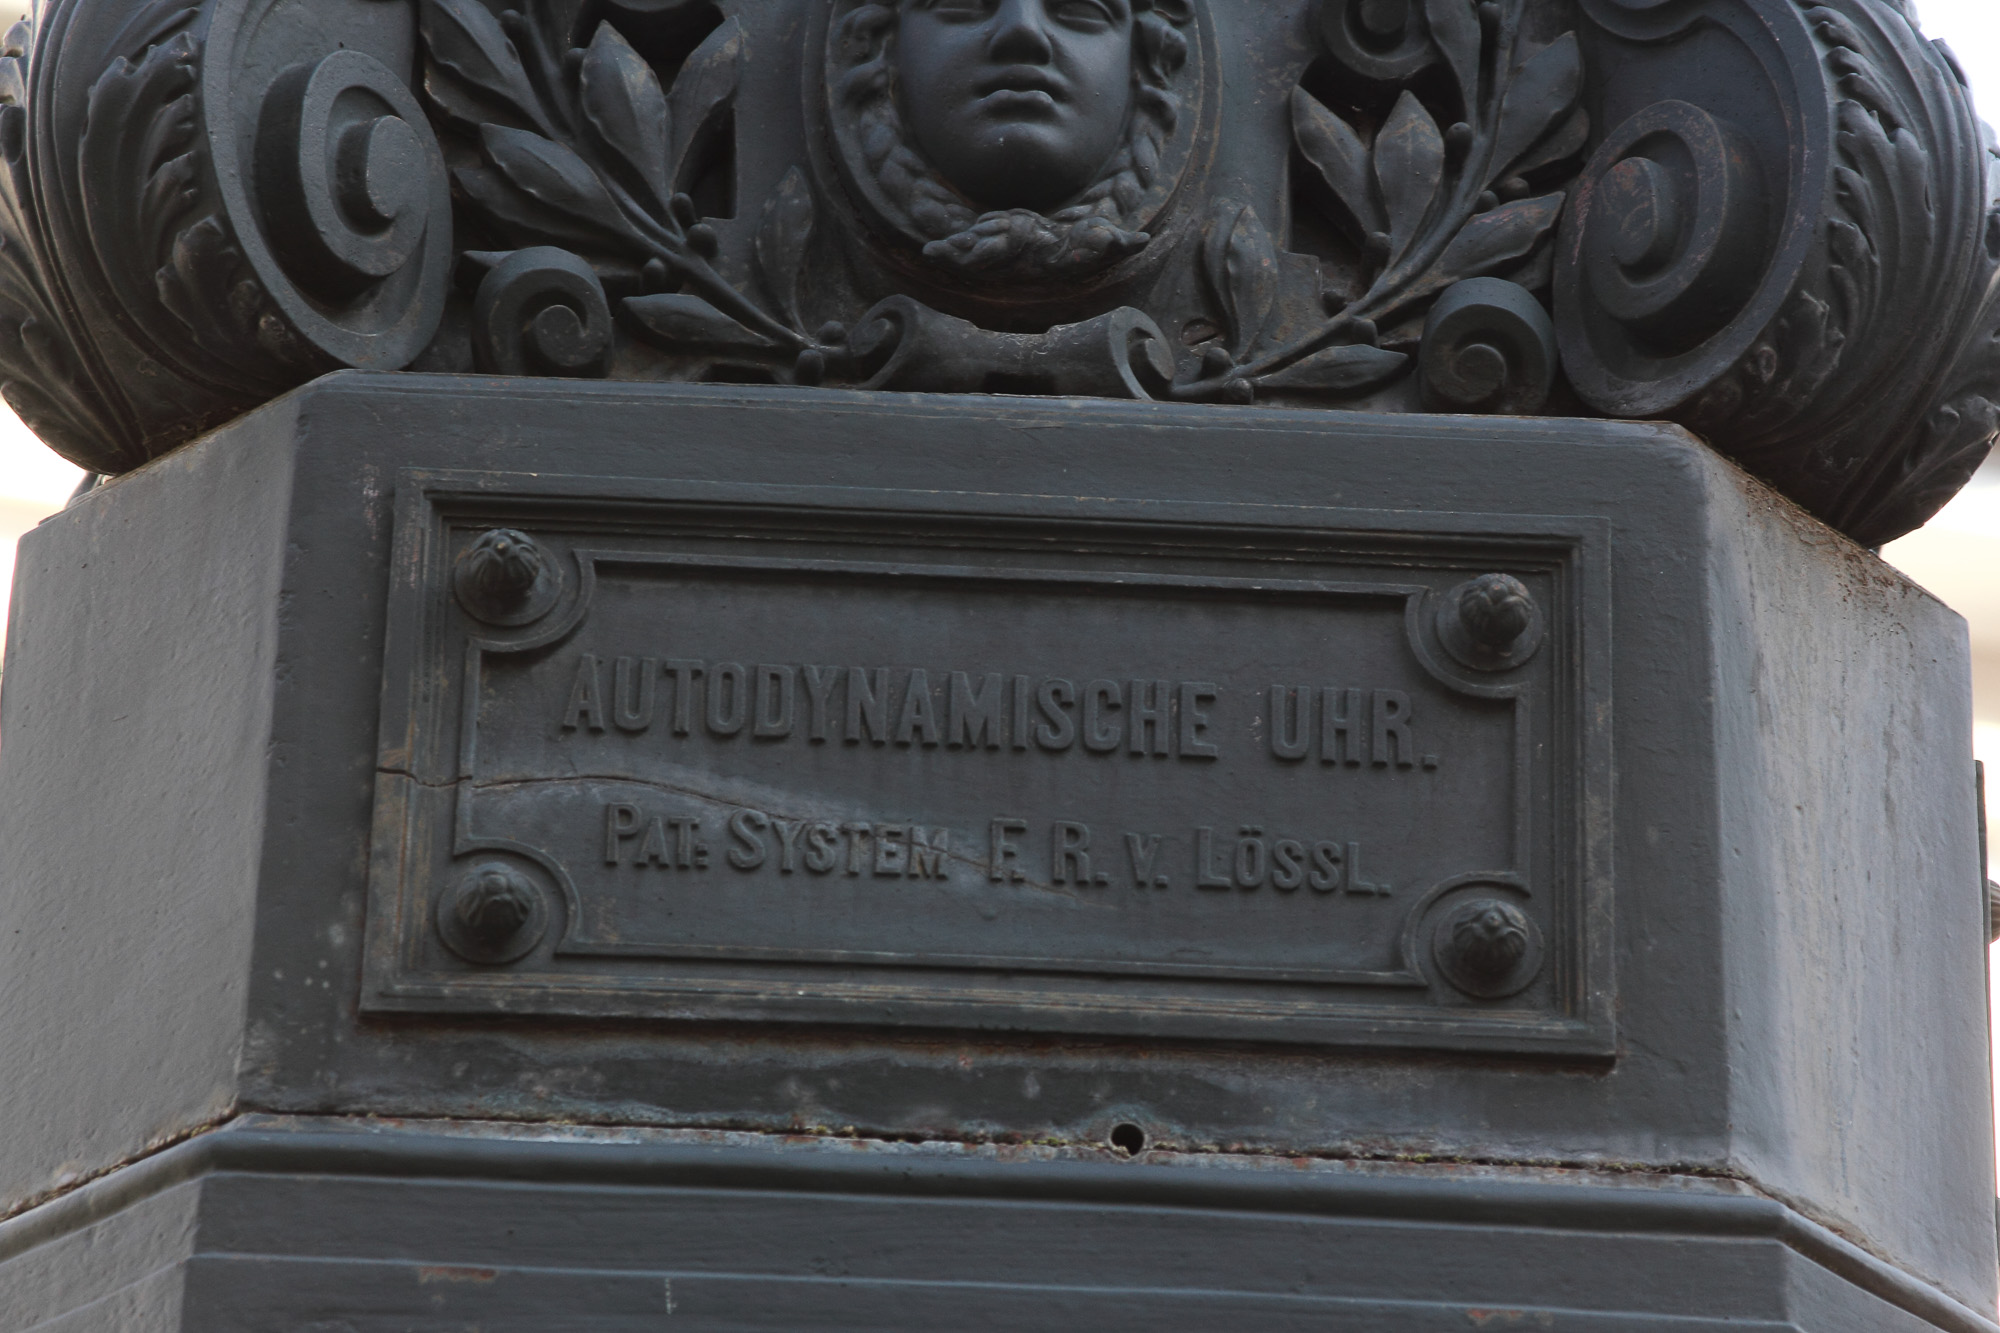 AUTODYNAMISCHE UHR.
PAT: SYSTEM F. R. V. LÖSSL.